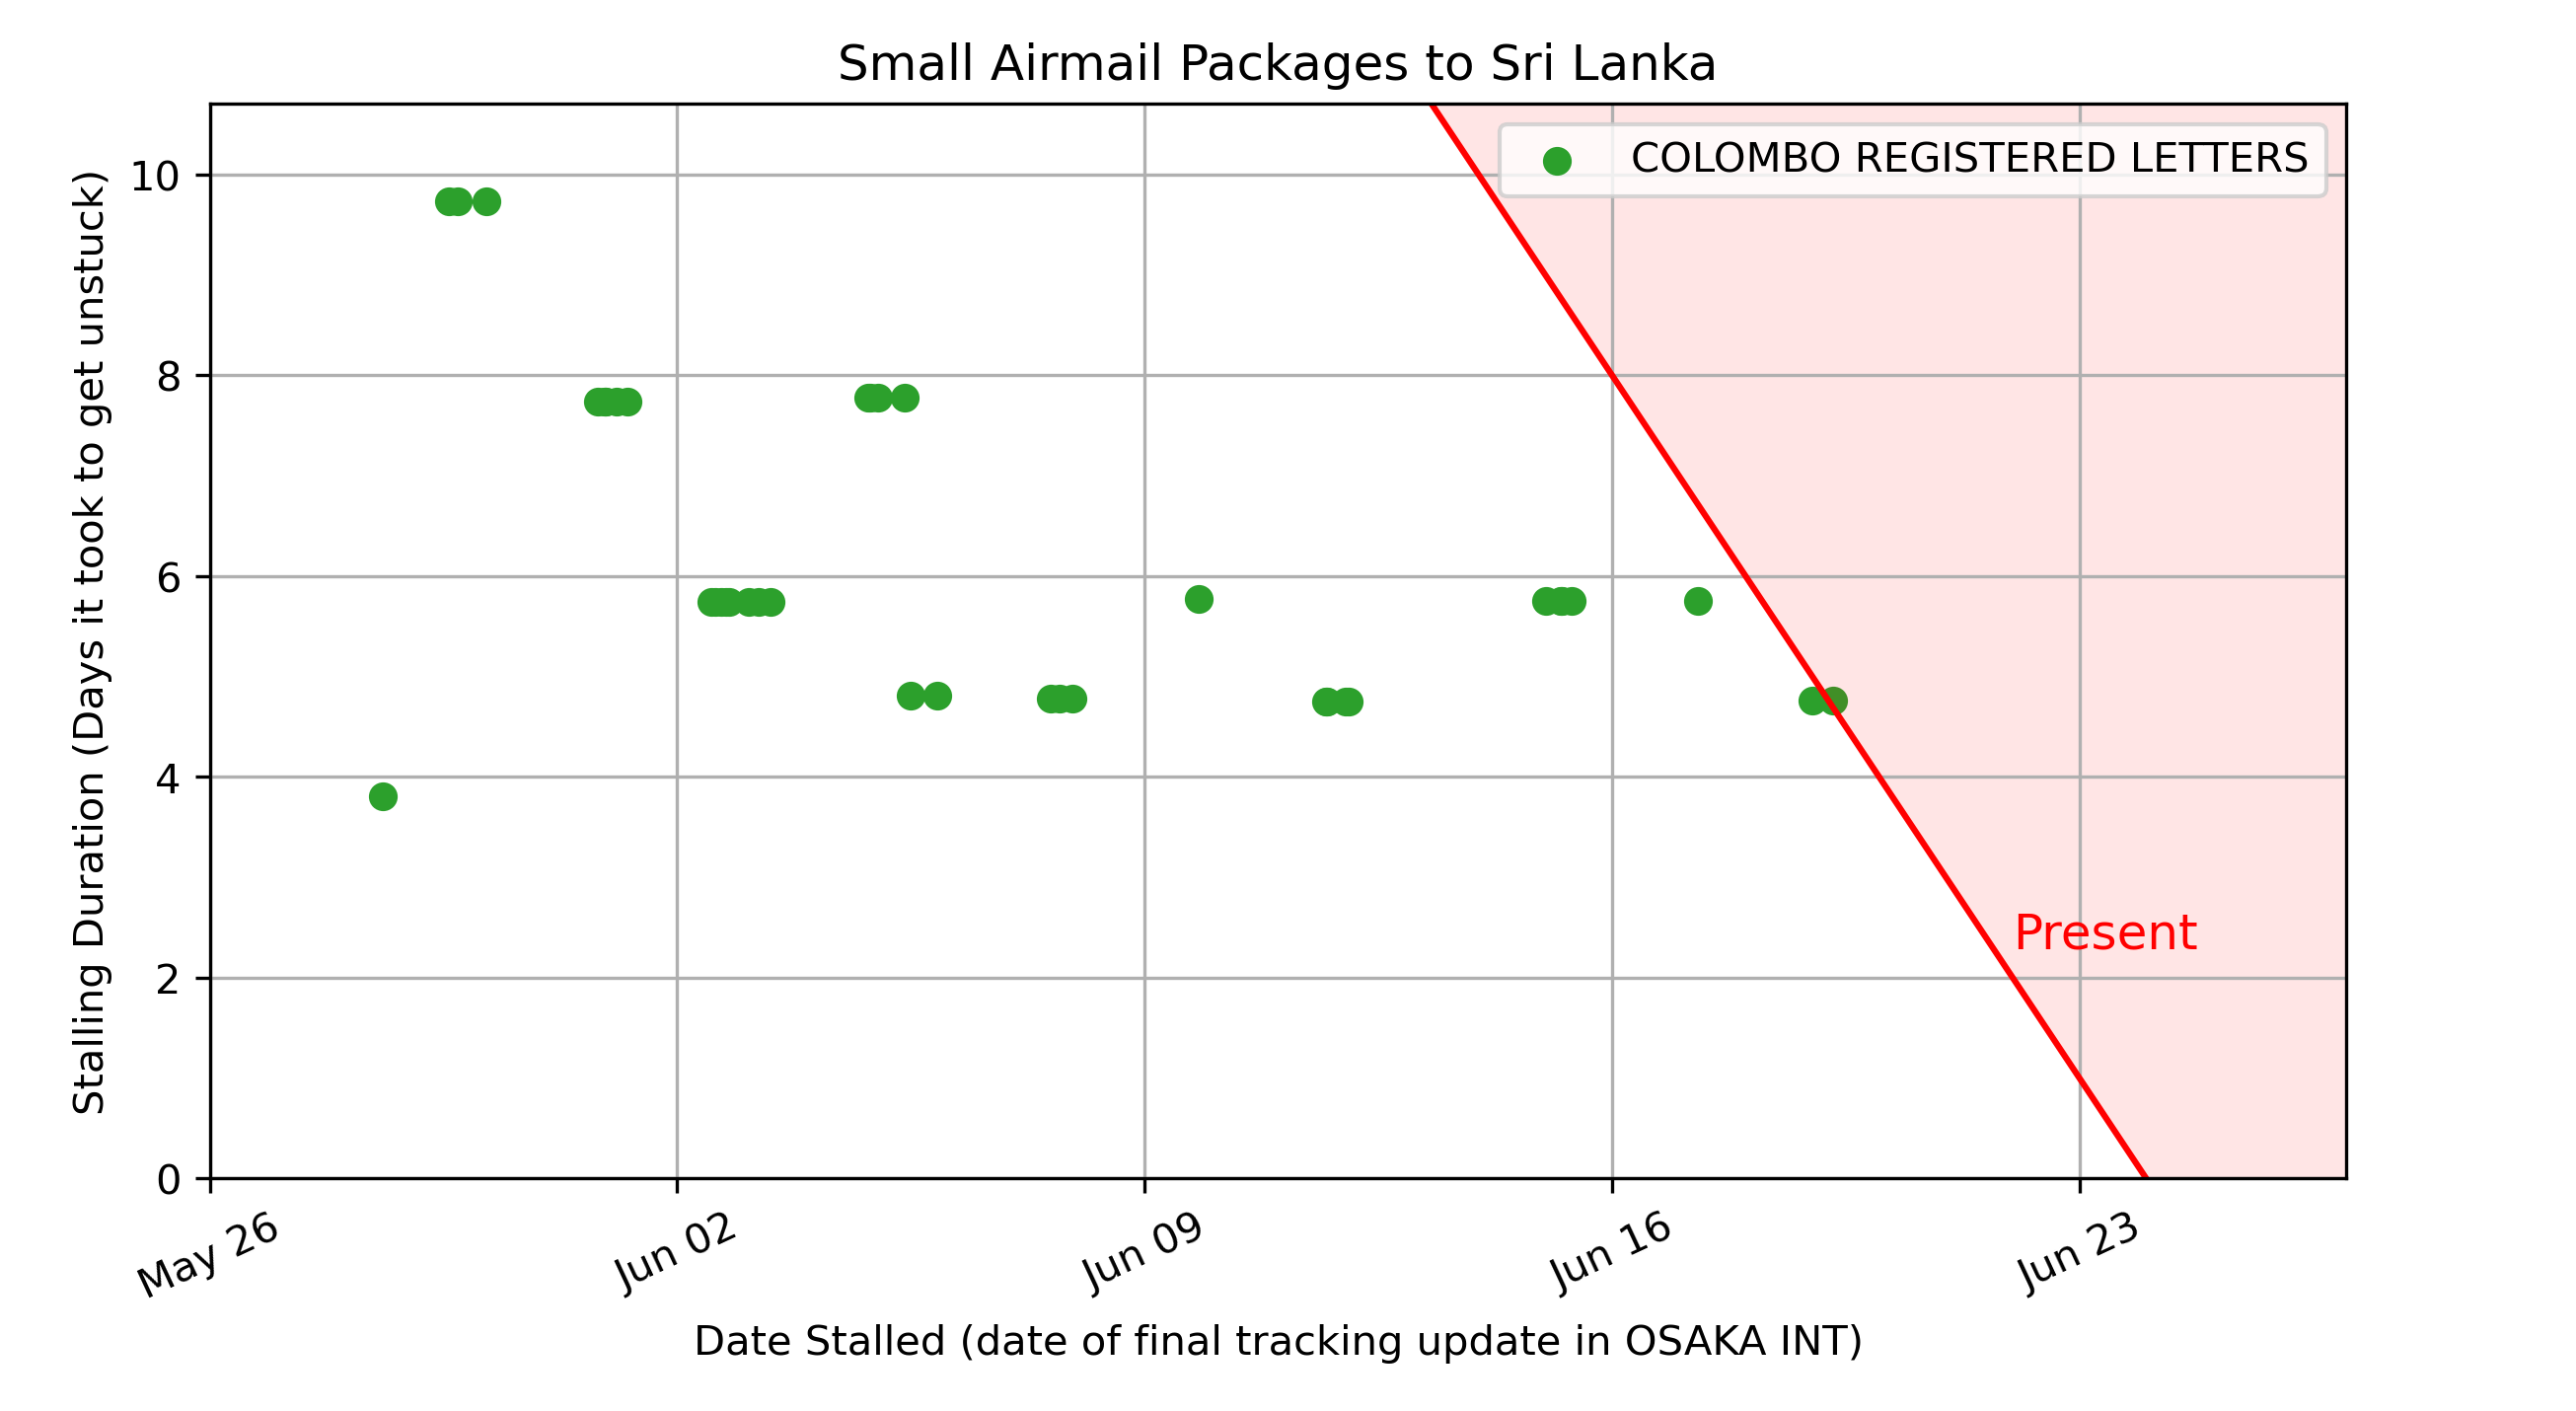 Small Airmail Packages to Sri Lanka
COLOMBO REGISTERED LETTERS
Stalling Duration (Days it took to get unstuck)
10
8
6
4
2
0
Present
May 26
Jun 02
Jun 09
Jun 16
Jun 23
Date Stalled (date of final tracking update in OSAKA INT)